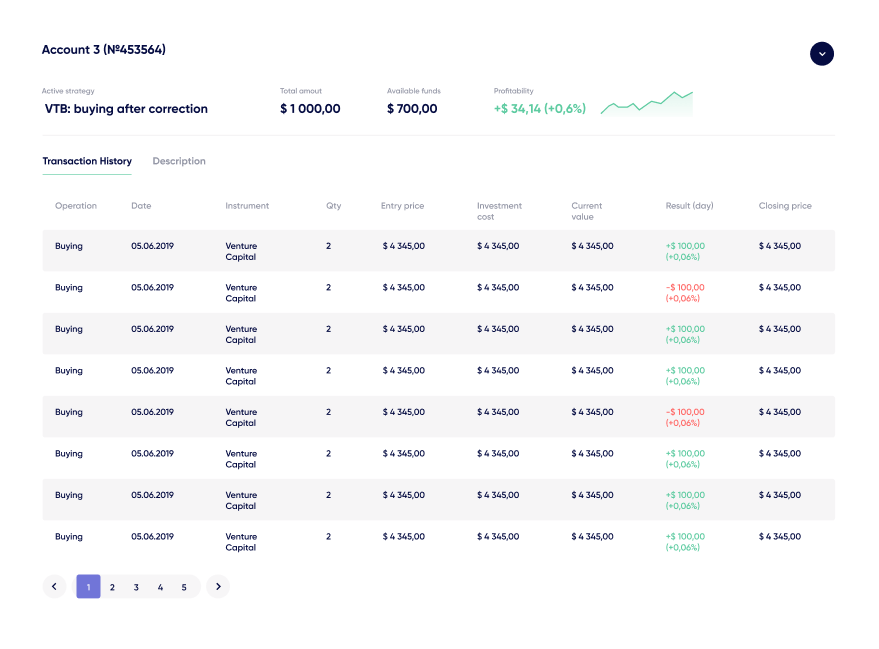 Account 3 (№453564)
Active strategy Total amout Available funds Profitability
VTB: buying after correction $ 1 000,00 $ 700,00 +$ 34,14 (+0,6%)
Transaction History Description
Operation Date Instrument Qty Entry price Investment cost Current value Result (day) Closing price
Buying 05.06.2019 Venture Capital 2 $ 4 345,00 $ 4 345,00 $ 4 345,00 +$ 100,00 (+0,06%) $ 4 345,00
Buying 05.06.2019 Venture Capital 2 $ 4 345,00 $ 4 345,00 $ 4 345,00 -$ 100,00 (+0,06%) $ 4 345,00
Buying 05.06.2019 Venture Capital 2 $ 4 345,00 $ 4 345,00 $ 4 345,00 +$ 100,00 (+0,06%) $ 4 345,00
Buying 05.06.2019 Venture Capital 2 $ 4 345,00 $ 4 345,00 $ 4 345,00 +$ 100,00 (+0,06%) $ 4 345,00
Buying 05.06.2019 Venture Capital 2 $ 4 345,00 $ 4 345,00 $ 4 345,00 -$ 100,00 (+0,06%) $ 4 345,00
Buying 05.06.2019 Venture Capital 2 $ 4 345,00 $ 4 345,00 $ 4 345,00 +$ 100,00 (+0,06%) $ 4 345,00
Buying 05.06.2019 Venture Capital 2 $ 4 345,00 $ 4 345,00 $ 4 345,00 +$ 100,00 (+0,06%) $ 4 345,00
Buying 05.06.2019 Venture Capital 2 $ 4 345,00 $ 4 345,00 $ 4 345,00 +$ 100,00 (+0,06%) $ 4 345,00
1 2 3 4 5